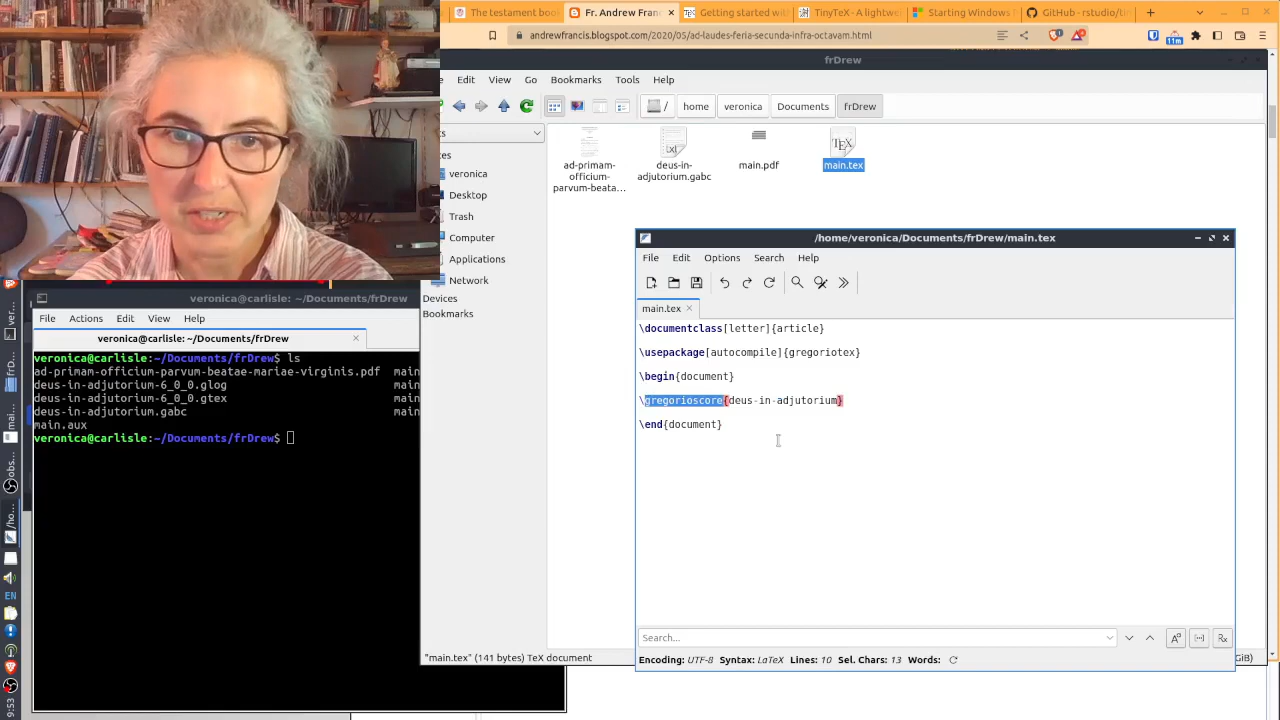 The testament boo
Fr. Andrew Franc
Getting started with
TinyTeX - A lightwe
Starting Windows
GitHub - rstudio/tin
andrewfrancis.blogspot.com/2020/05/ad-laudes-feria-secunda-infra-octavam.html
11m
frDrew
Edit View Go Bookmarks Tools Help
/ home veronica Documents frDrew
veronica
Desktop
Trash
Computer
Applications
Network
Devices
Bookmarks
ad-primam-
officium-
parvum-beata…
deus-in-
adjutorium.gabc
main.pdf
main.tex
"main.tex" (141 bytes) TeX document
GiB)
/home/veronica/Documents/frDrew/main.tex
File Edit Options Search Help
main.tex
\documentclass[letter]{article}
\usepackage[autocompile]{gregoriotex}
\begin{document}
\gregorioscore{deus-in-adjutorium}
\end{document}
Search...
Encoding: UTF-8 Syntax: LaTeX Lines: 10 Sel. Chars: 13 Words:
veronica@carlisle: ~/Documents/frDrew
File Actions Edit View Help
veronica@carlisle: ~/Documents/frDrew
veronica@carlisle:~/Documents/frDrew$ ls
ad-primam-officium-parvum-beatae-mariae-virginis.pdf main
deus-in-adjutorium-6_0_0.glog main
deus-in-adjutorium-6_0_0.gtex main
deus-in-adjutorium.gabc main
main.aux
veronica@carlisle:~/Documents/frDrew$
EN
9:53